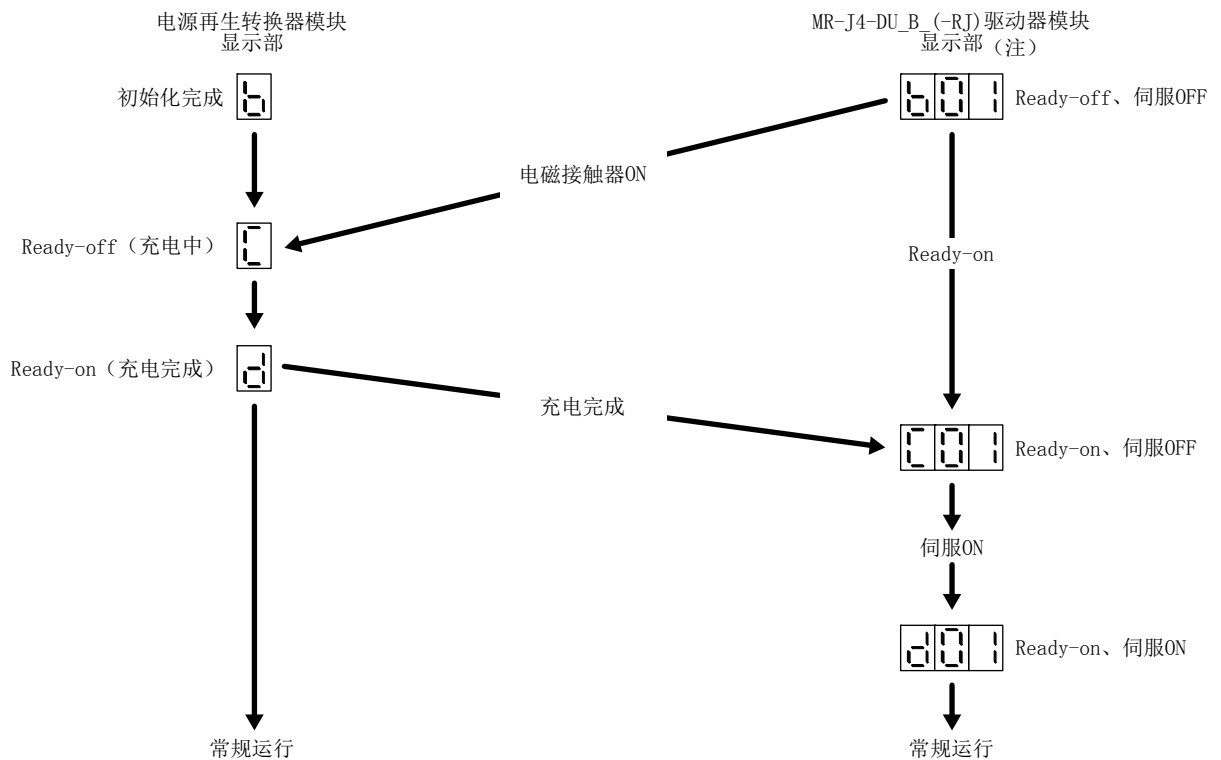 电源再生转换器模块
显示部
MR-J4-DU_B_(-RJ)驱动器模块
显示部（注）
初始化完成 b
b01 Ready-off、伺服OFF
电磁接触器ON
Ready-off（充电中） C
Ready-on
Ready-on（充电完成） d
充电完成
C01 Ready-on、伺服OFF
伺服ON
d01 Ready-on、伺服ON
常规运行
常规运行